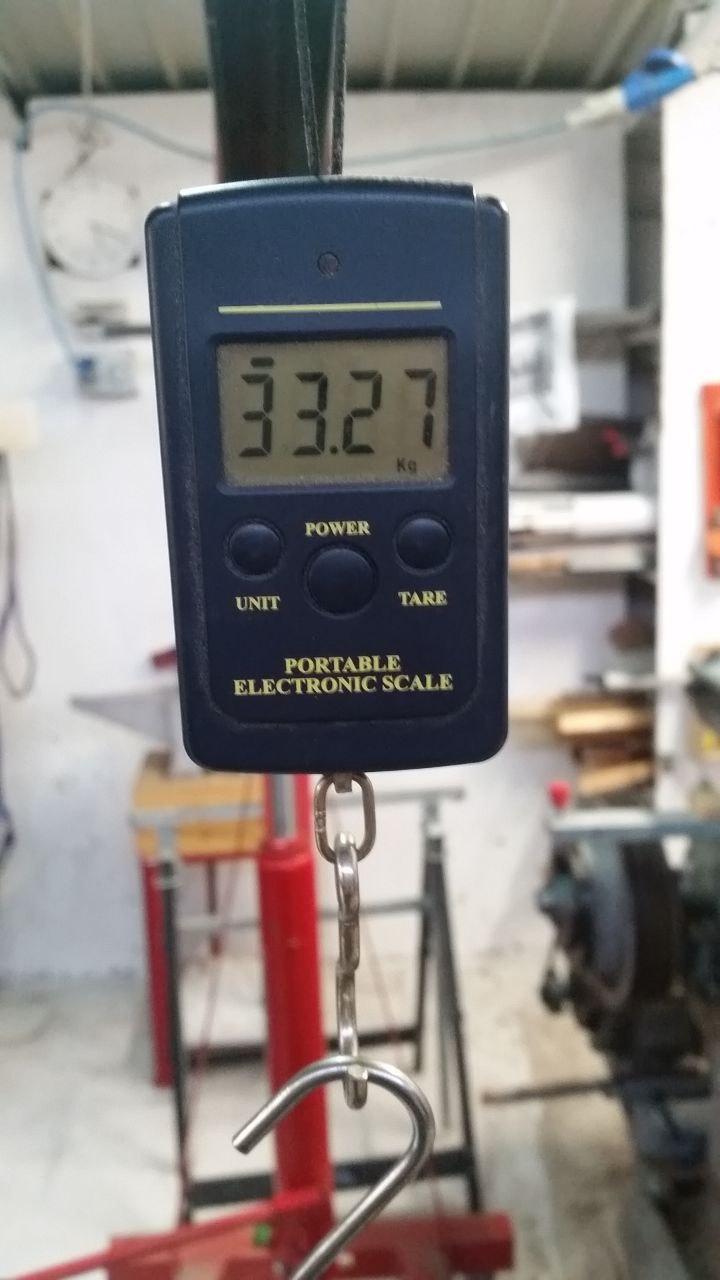 33.27
Kg
POWER
UNIT
TARE
PORTABLE
ELECTRONIC SCALE